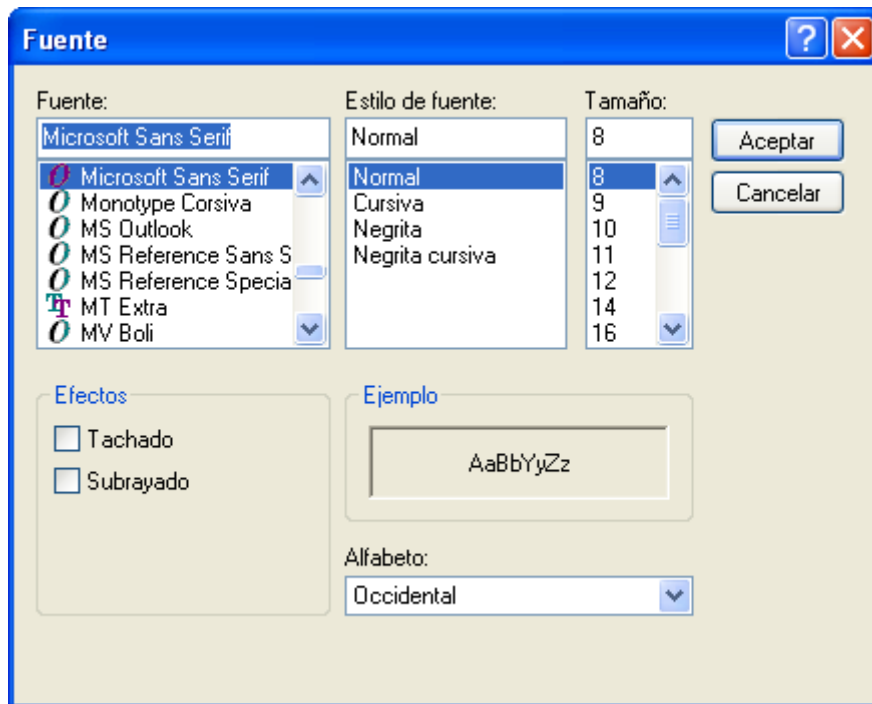 Fuente
Fuente:
Microsoft Sans Serif
Microsoft Sans Serif
Monotype Corsiva
MS Outlook
MS Reference Sans S
MS Reference Specia
MT Extra
MV Boli
Estilo de fuente:
Normal
Normal
Cursiva
Negrita
Negrita cursiva
Tamaño:
8
8
9
10
11
12
14
16
Aceptar
Cancelar
Efectos
Tachado
Subrayado
Ejemplo
AaBbYyZz
Alfabeto:
Occidental